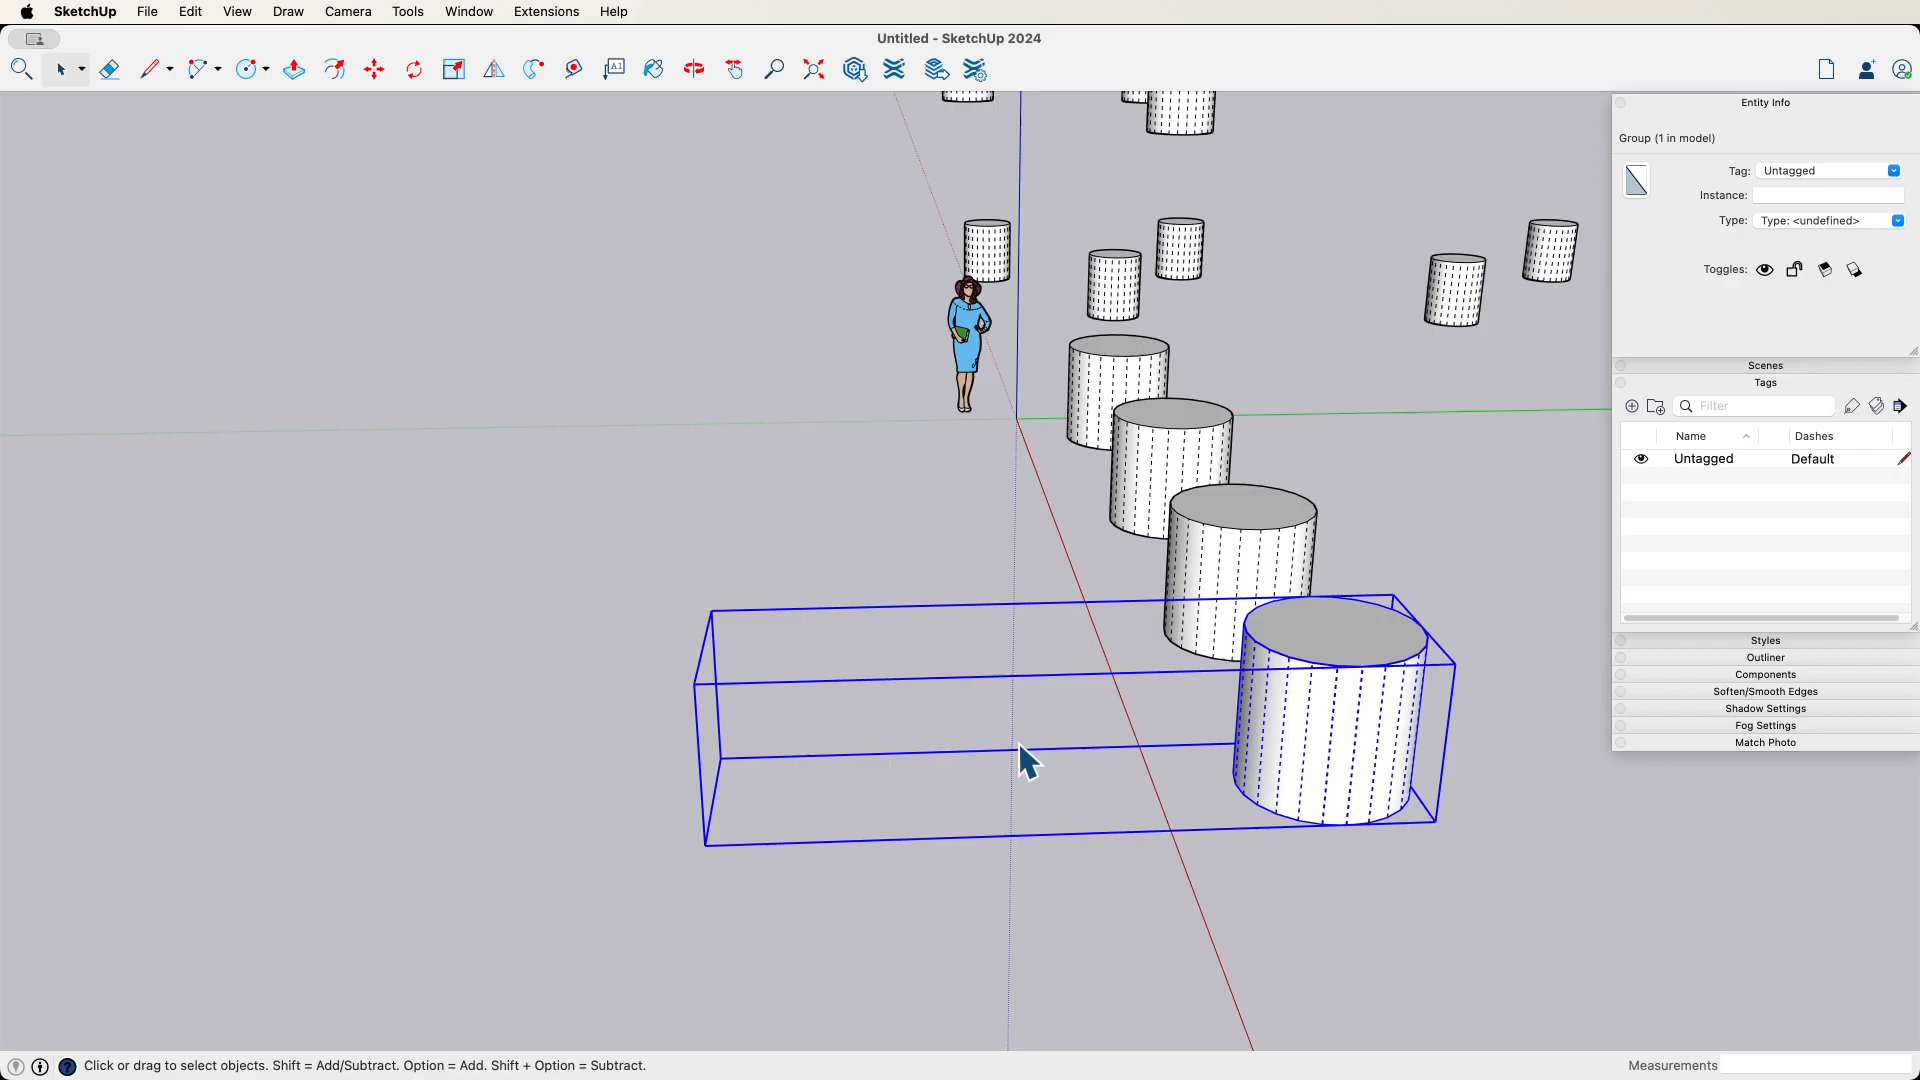 SketchUp File Edit View Draw Camera Tools Window Extensions Help
Untitled - SketchUp 2024
A1
Entity Info
Group (1 in model)
Tag: Untagged
Instance:
Type: Type: <undefined>
Toggles:
Scenes
Tags
Filter
Name Dashes
Untagged Default
Styles
Outliner
Components
Soften/Smooth Edges
Shadow Settings
Fog Settings
Match Photo
Click or drag to select objects. Shift = Add/Subtract. Option = Add. Shift + Option = Subtract.
Measurements